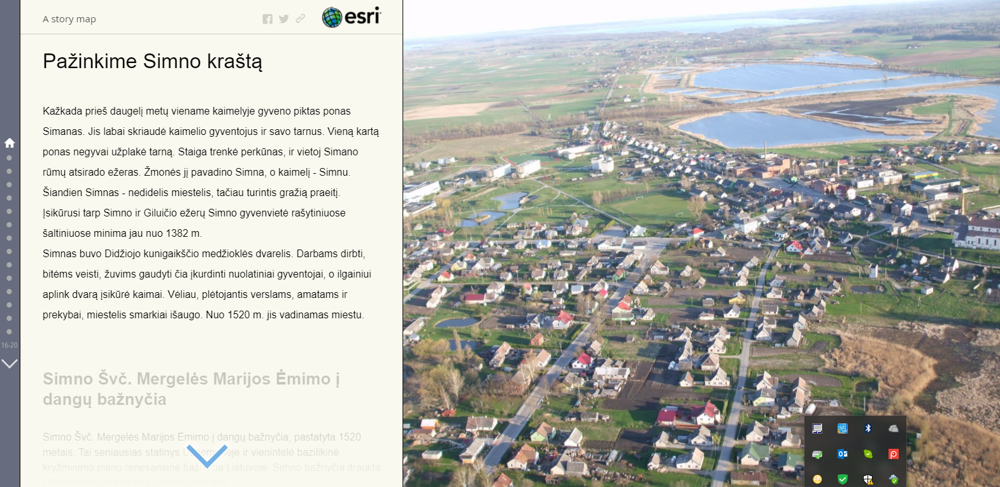 A story map
esri
Pažinkime Simno kraštą
Kažkada prieš daugelį metų viename kaimelyje gyveno piktas ponas
Simanas. Jis labai skriaudė kaimelio gyventojus ir savo tarnus. Vieną kartą
ponas negyvai užplakė tarną. Staiga trenkė perkūnas, ir vietoj Simano
rūmų atsirado ežeras. Žmonės jį pavadino Simna, o kaimelį - Simnu.
Šiandien Simnas - nedidelis miestelis, tačiau turintis gražią praeitį.
Įsikūrusi tarp Simno ir Giluičio ežerų Simno gyvenvietė rašytiniuose
šaltiniuose minima jau nuo 1382 m.
Simnas buvo Didžiojo kunigaikščio medžioklės dvarelis. Darbams dirbti,
bitėms veisti, žuvims gaudyti čia įkurdinti nuolatiniai gyventojai, o ilgainiui
aplink dvarą įsikūrė kaimai. Vėliau, plėtojantis verslams, amatams ir
prekybai, miestelis smarkiai išaugo. Nuo 1520 m. jis vadinamas miestu.
16-20
Simno Švč. Mergelės Marijos Ėmimo į
dangų bažnyčia
Simno Švč. Mergelės Marijos Ėmimo į dangų bažnyčia, pastatyta 1520
metais. Tai seniausias statinys ir vienintelė bazilikinė
kryžminimo plano renesansinė bažnyčia Lietuvoje. Simno bažnyčia įtraukta